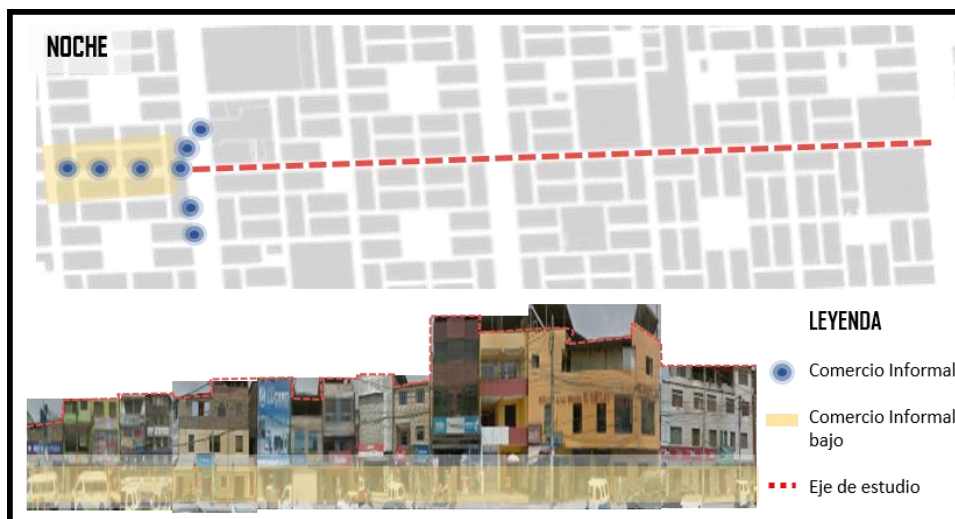 NOCHE
LEYENDA
Comercio Informal
Comercio Informal
bajo
Eje de estudio